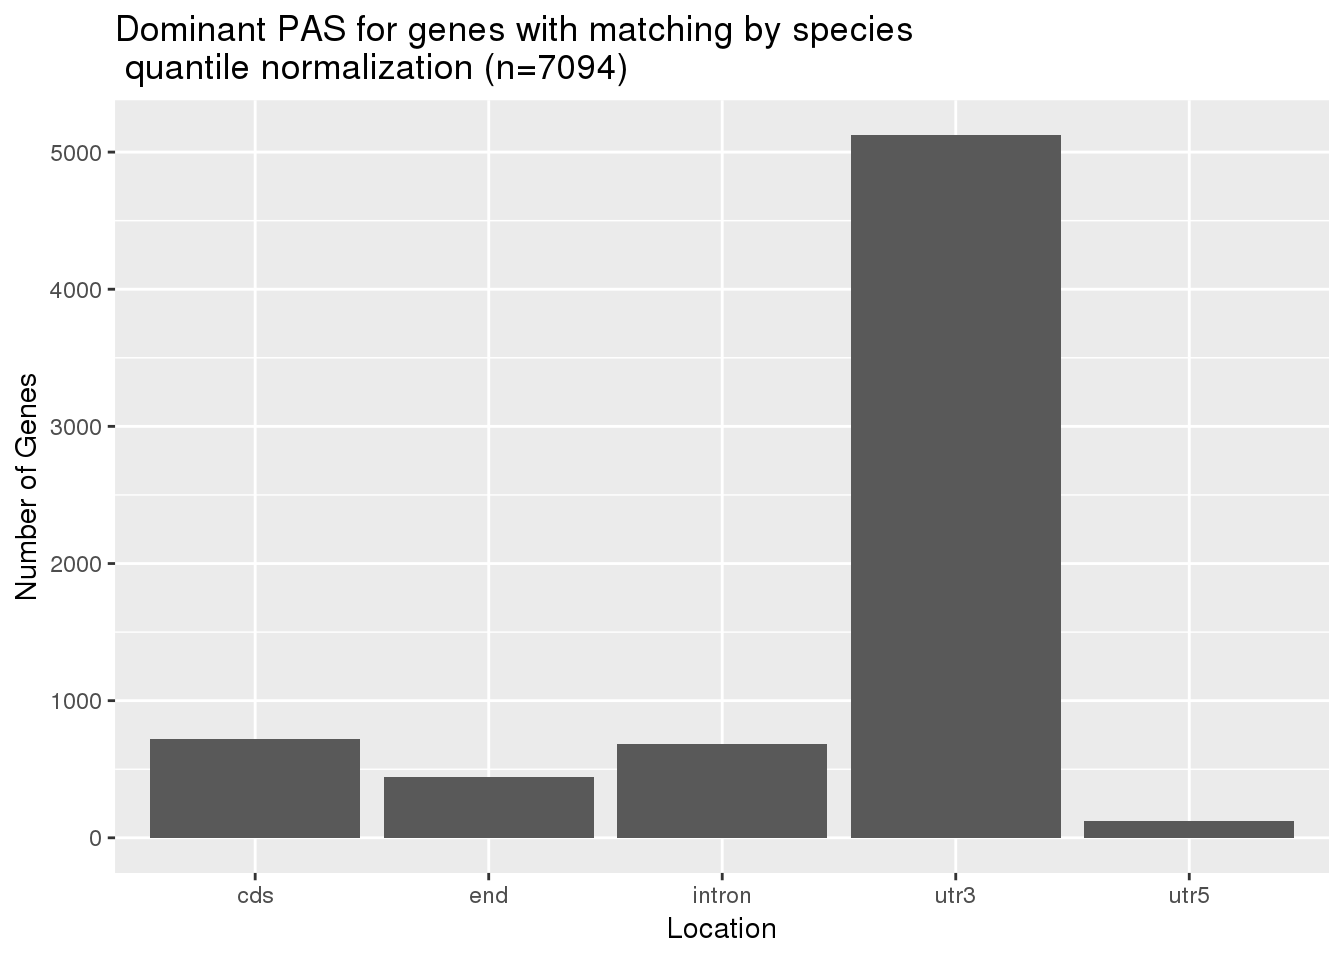 Dominant PAS for genes with matching by species
quantile normalization (n=7094)
Number of Genes
5000
4000
3000
2000
1000
0
cds end intron utr3 utr5
Location